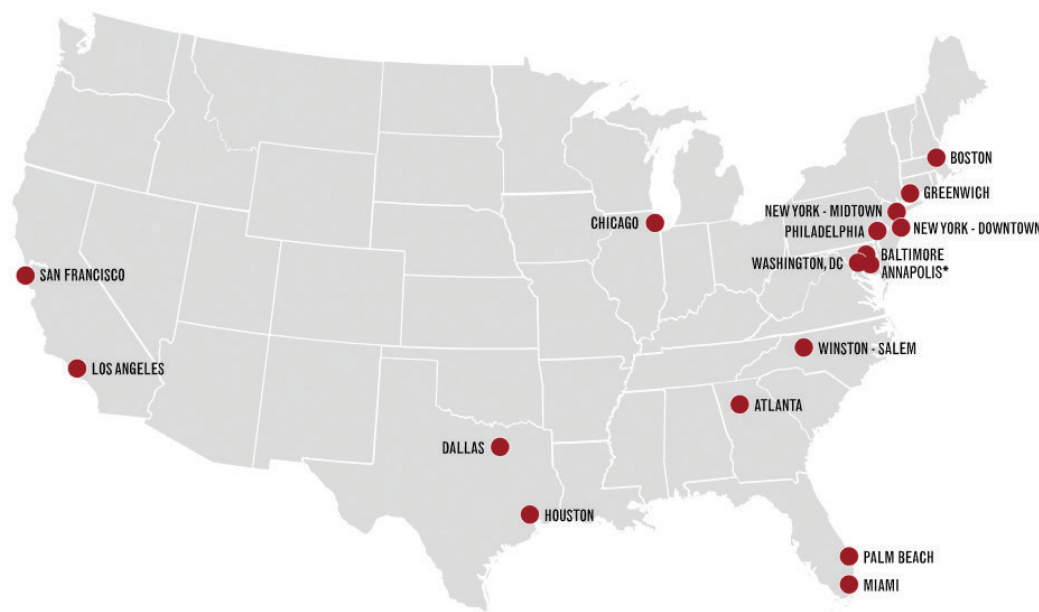 BOSTON
GREENWICH
NEW YORK - MIDTOWN
CHICAGO
NEW YORK - DOWNTOWN
PHILADELPHIA
BALTIMORE
WASHINGTON, DC
ANNAPOLIS*
SAN FRANCISCO
WINSTON - SALEM
LOS ANGELES
ATLANTA
DALLAS
HOUSTON
PALM BEACH
MIAMI